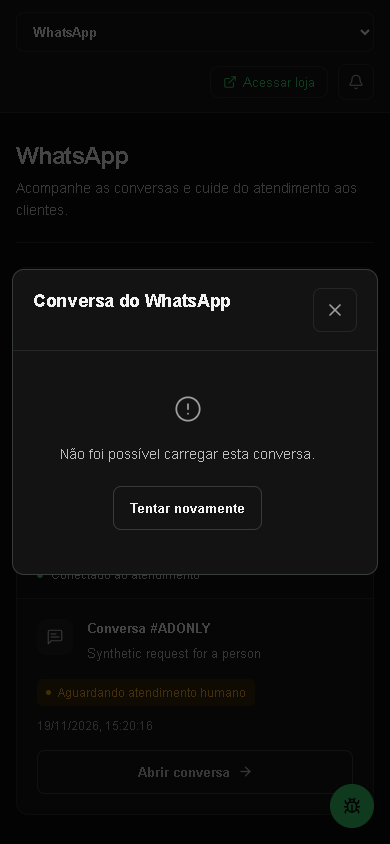 WhatsApp
Acessar loja
WhatsApp
Acompanhe as conversas e cuide do atendimento aos
clientes.
Conversa do WhatsApp
Não foi possível carregar esta conversa.
Tentar novamente
Conectado ao atendimento
Conversa #ADONLY
Synthetic request for a person
Aguardando atendimento humano
19/11/2026, 15:20:16
Abrir conversa